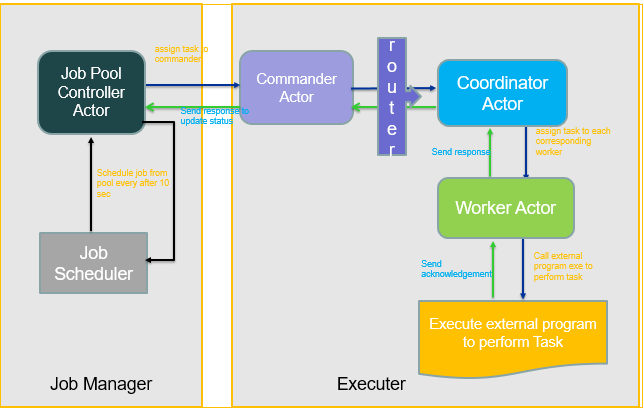 Job Pool
Controller
Actor
assign task to
commander
Send response to
update status
Schedule job from
pool every after 10
sec
Job
Scheduler
Job Manager
Commander
Actor
router
Coordinator
Actor
assign task to each
corresponding
worker
Send response
Worker Actor
Send
acknowledgement
Call external
program exe to
perform task
Execute external program
to perform Task
Executer